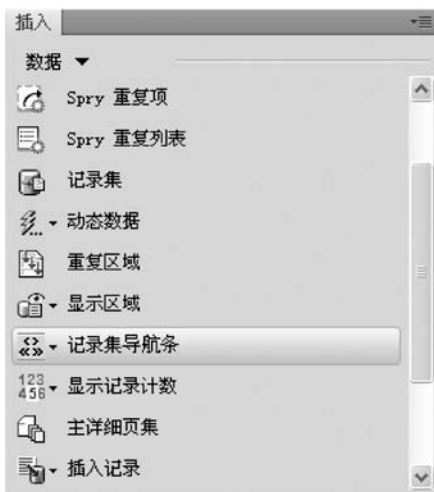 插入
数据
Spry 重复项
Spry 重复列表
记录集
动态数据
重复区域
显示区域
记录集导航条
123
456
显示记录计数
主详细页集
插入记录